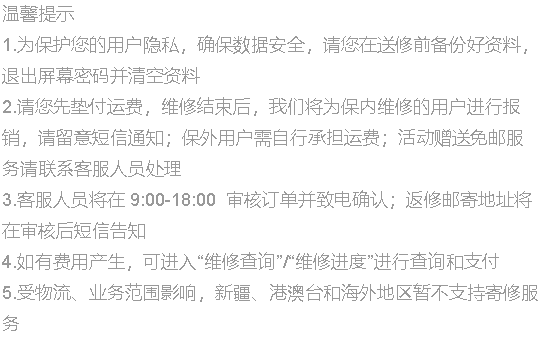 温馨提示
1.为保护您的用户隐私，确保数据安全，请您在送修前备份好资料，
退出屏幕密码并清空资料
2.请您先垫付运费，维修结束后，我们将为保内维修的用户进行报
销，请留意短信通知；保外用户需自行承担运费；活动赠送免邮服
务请联系客服人员处理
3.客服人员将在 9:00-18:00 审核订单并致电确认；返修邮寄地址将
在审核后短信告知
4.如有费用产生，可进入“维修查询”/“维修进度”进行查询和支付
5.受物流、业务范围影响，新疆、港澳台和海外地区暂不支持寄修服
务